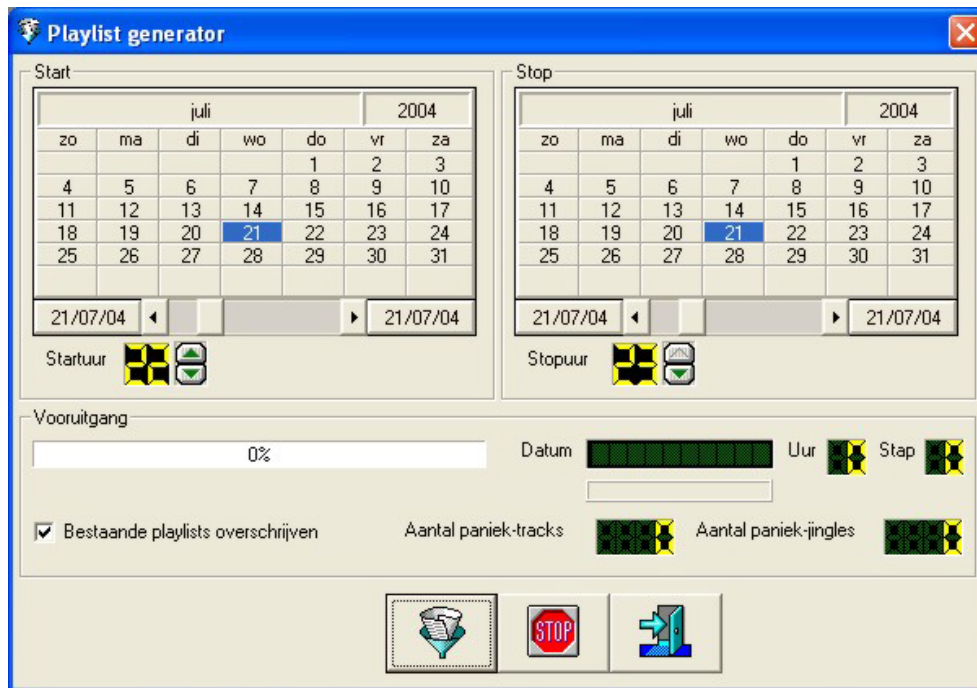 Playlist generator
Start
juli 2004
zo ma di wo do vr za
1 2 3
4 5 6 7 8 9 10
11 12 13 14 15 16 17
18 19 20 21 22 23 24
25 26 27 28 29 30 31
21/07/04 21/07/04
Startuur
Stop
juli 2004
zo ma di wo do vr za
1 2 3
4 5 6 7 8 9 10
11 12 13 14 15 16 17
18 19 20 21 22 23 24
25 26 27 28 29 30 31
21/07/04 21/07/04
Stopuur
Vooruitgang
0% Datum Uur Stap
Bestaande playlists overschrijven Aantal paniek-tracks Aantal paniek-jingles
STOP